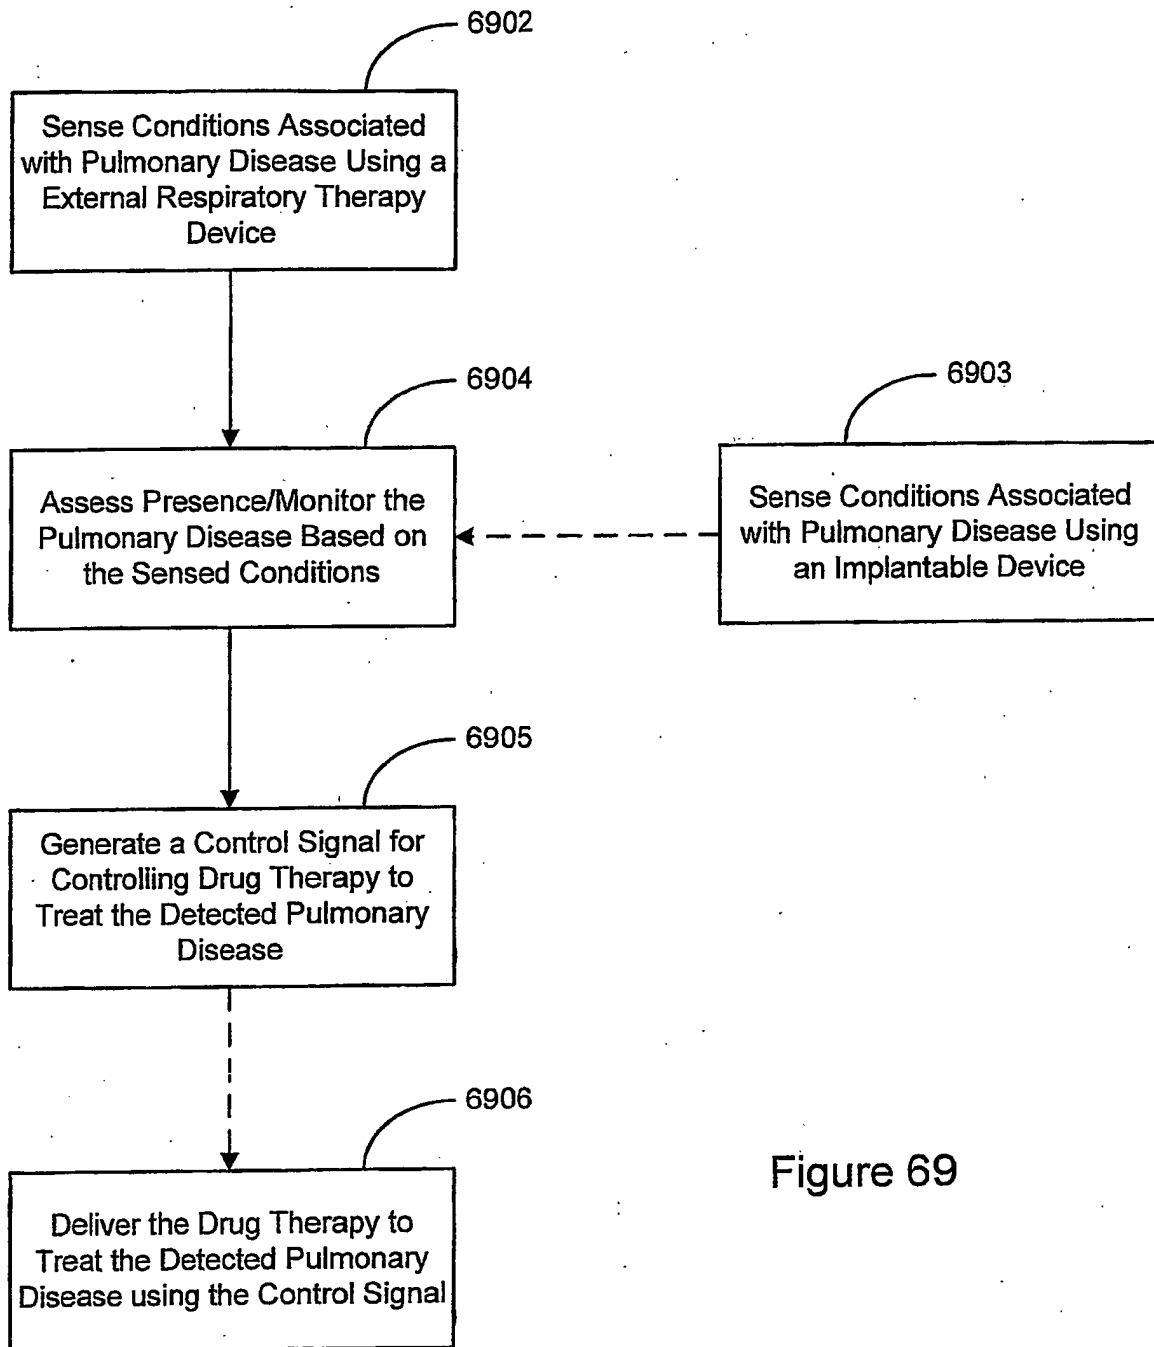 6902
Sense Conditions Associated
with Pulmonary Disease Using a
External Respiratory Therapy
Device
6904
Assess Presence/Monitor the
Pulmonary Disease Based on
the Sensed Conditions
6903
Sense Conditions Associated
with Pulmonary Disease Using
an Implantable Device
6905
Generate a Control Signal for
Controlling Drug Therapy to
Treat the Detected Pulmonary
Disease
6906
Deliver the Drug Therapy to
Treat the Detected Pulmonary
Disease using the Control Signal
Figure 69